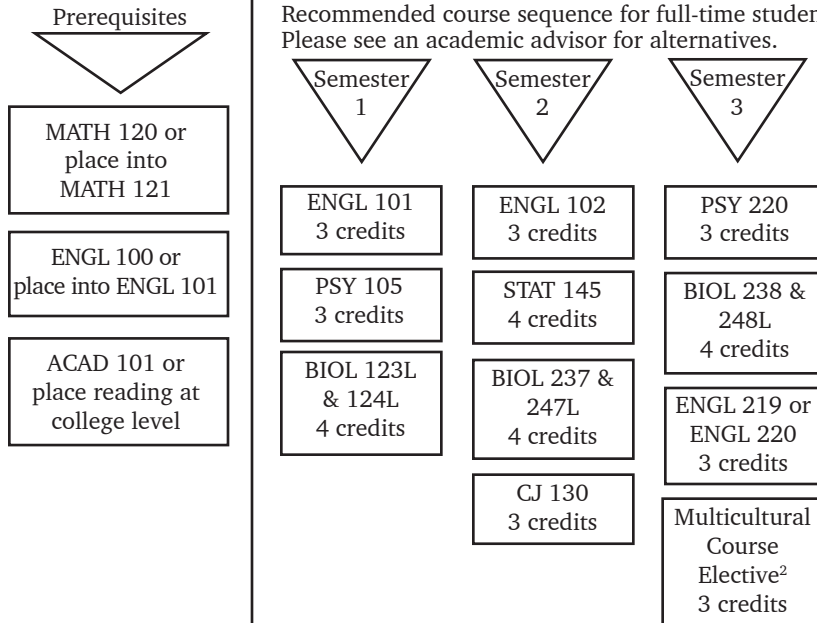 Prerequisites
MATH 120 or
place into
MATH 121
ENGL 100 or
place into ENGL 101
ACAD 101 or
place reading at
college level
Recommended course sequence for full-time studen
Please see an academic advisor for alternatives.
Semester
1
ENGL 101
3 credits
PSY 105
3 credits
BIOL 123L
& 124L
4 credits
Semester
2
ENGL 102
3 credits
STAT 145
4 credits
BIOL 237 &
247L
4 credits
CJ 130
3 credits
Semester
3
PSY 220
3 credits
BIOL 238 &
248L
4 credits
ENGL 219 or
ENGL 220
3 credits
Multicultural
Course
Elective²
3 credits